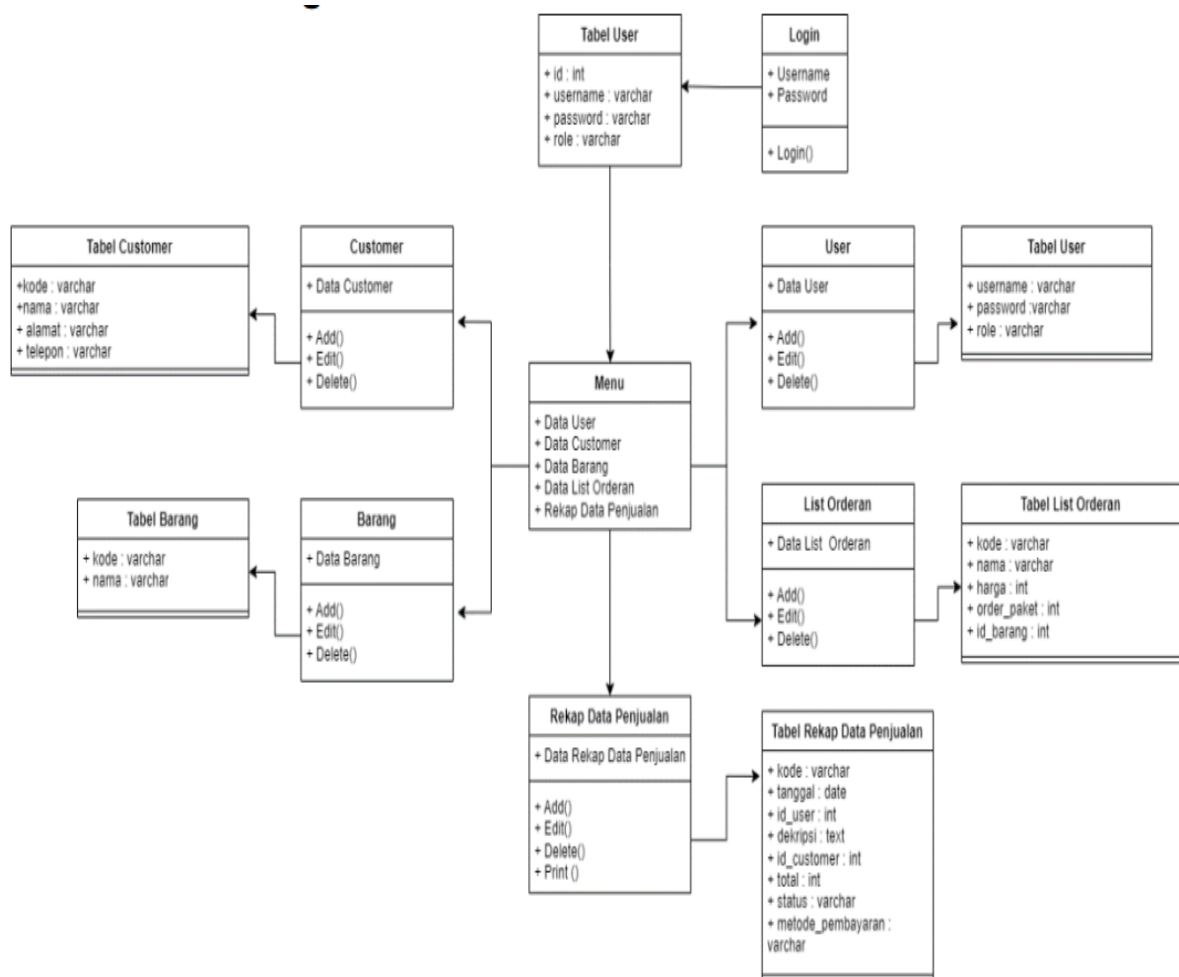 Tabel User
+ id : int
+ username : varchar
+ password : varchar
+ role : varchar
Login
+ Username
+ Password
+ Login()
Tabel Customer
+kode : varchar
+nama : varchar
+ alamat : varchar
+ telepon : varchar
Customer
+ Data Customer
+ Add()
+ Edit()
+ Delete()
User
+ Data User
+ Add()
+ Edit()
+ Delete()
Tabel User
+ username : varchar
+ password :varchar
+ role : varchar
Menu
+ Data User
+ Data Customer
+ Data Barang
+ Data List Orderan
+ Rekap Data Penjualan
Tabel Barang
+ kode : varchar
+ nama : varchar
Barang
+ Data Barang
+ Add()
+ Edit()
+ Delete()
List Orderan
+ Data List Orderan
+ Add()
+ Edit()
+ Delete()
Tabel List Orderan
+ kode : varchar
+ nama : varchar
+ harga : int
+ order_paket : int
+ id_barang : int
Rekap Data Penjualan
+ Data Rekap Data Penjualan
+ Add()
+ Edit()
+ Delete()
+ Print ()
Tabel Rekap Data Penjualan
+ kode : varchar
+ tanggal : date
+ id_user : int
+ dekripsi : text
+ id_customer : int
+ total : int
+ status : varchar
+ metode_pembayaran :
varchar